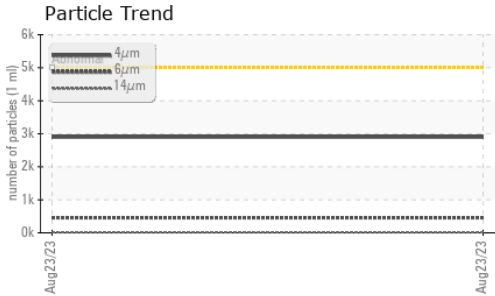 Particle Trend
6k
5k
4k
3k
2k
1k
0k
number of particles (1 ml)
Abnormal
4µm
6µm
14µm
Aug23/23
Aug23/23